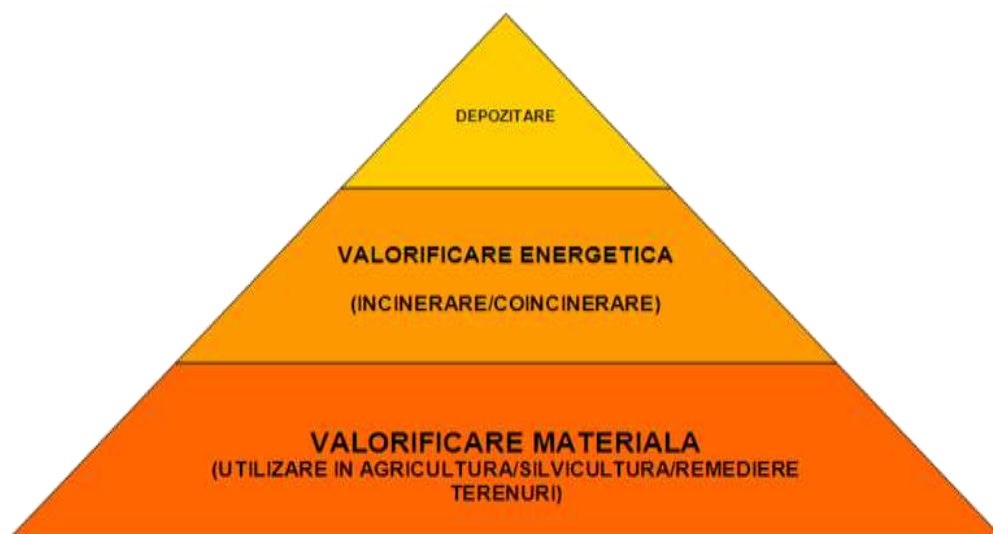 DEPOZITARE
VALORIFICARE ENERGETICA
(INCINERARE/COINCINERARE)
VALORIFICARE MATERIALA
(UTILIZARE IN AGRICULTURA/SILVICULTURA/REMEDIERE
TERENURI)